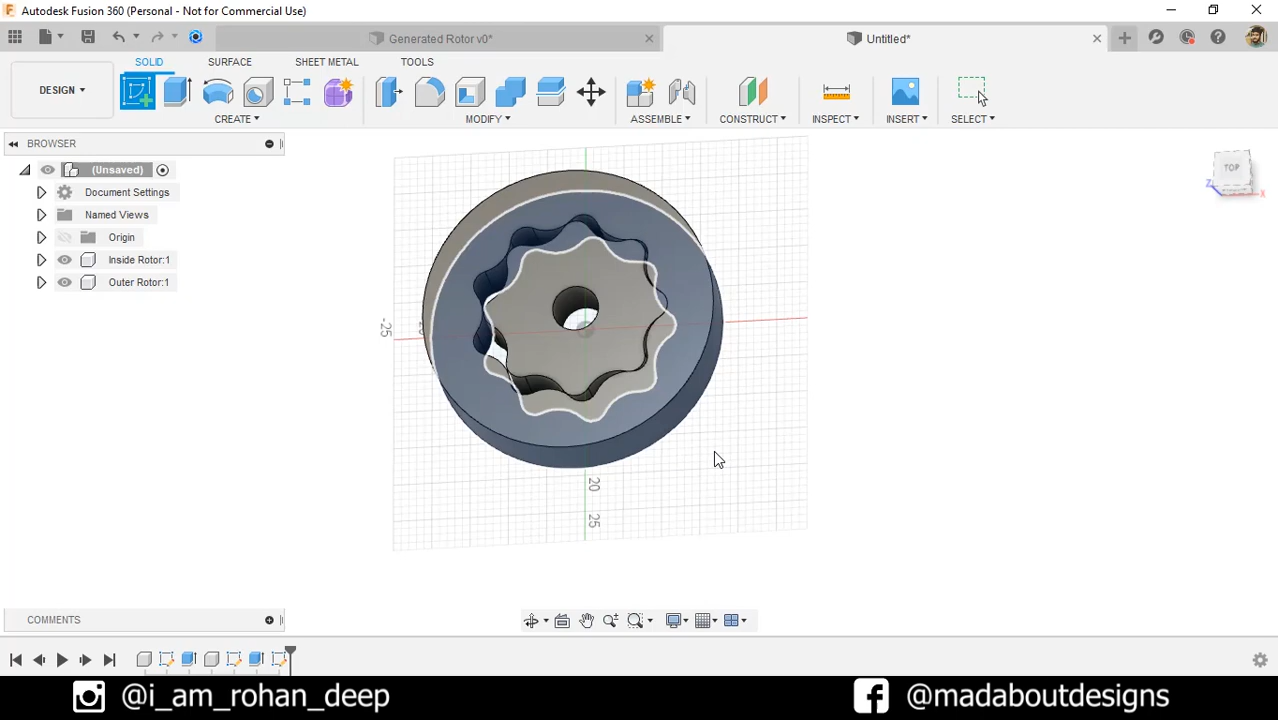 Autodesk Fusion 360 (Personal - Not for Commercial Use)
Generated Rotor v0*
Untitled*
SOLID SURFACE SHEET METAL TOOLS
DESIGN
CREATE MODIFY ASSEMBLE CONSTRUCT INSPECT INSERT SELECT
BROWSER
(Unsaved)
Document Settings
Named Views
Origin
Inside Rotor:1
Outer Rotor:1
TOP
Z
X
-25
20
25
COMMENTS
@i_am_rohan_deep
@madaboutdesigns